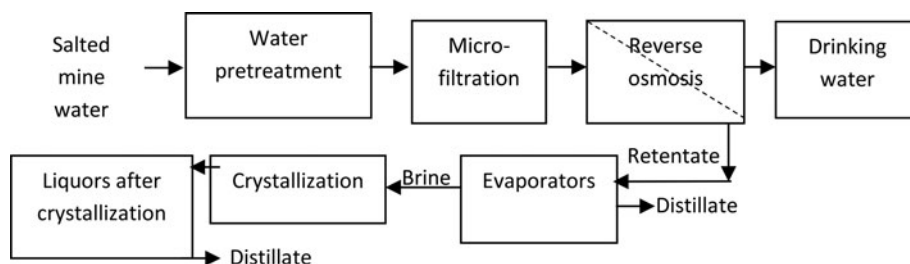 Salted
mine
water
Water
pretreatment
Micro-
filtration
Reverse
osmosis
Drinking
water
Retentate
Liquors after
crystallization
Crystallization
Brine
Evaporators
Distillate
Distillate